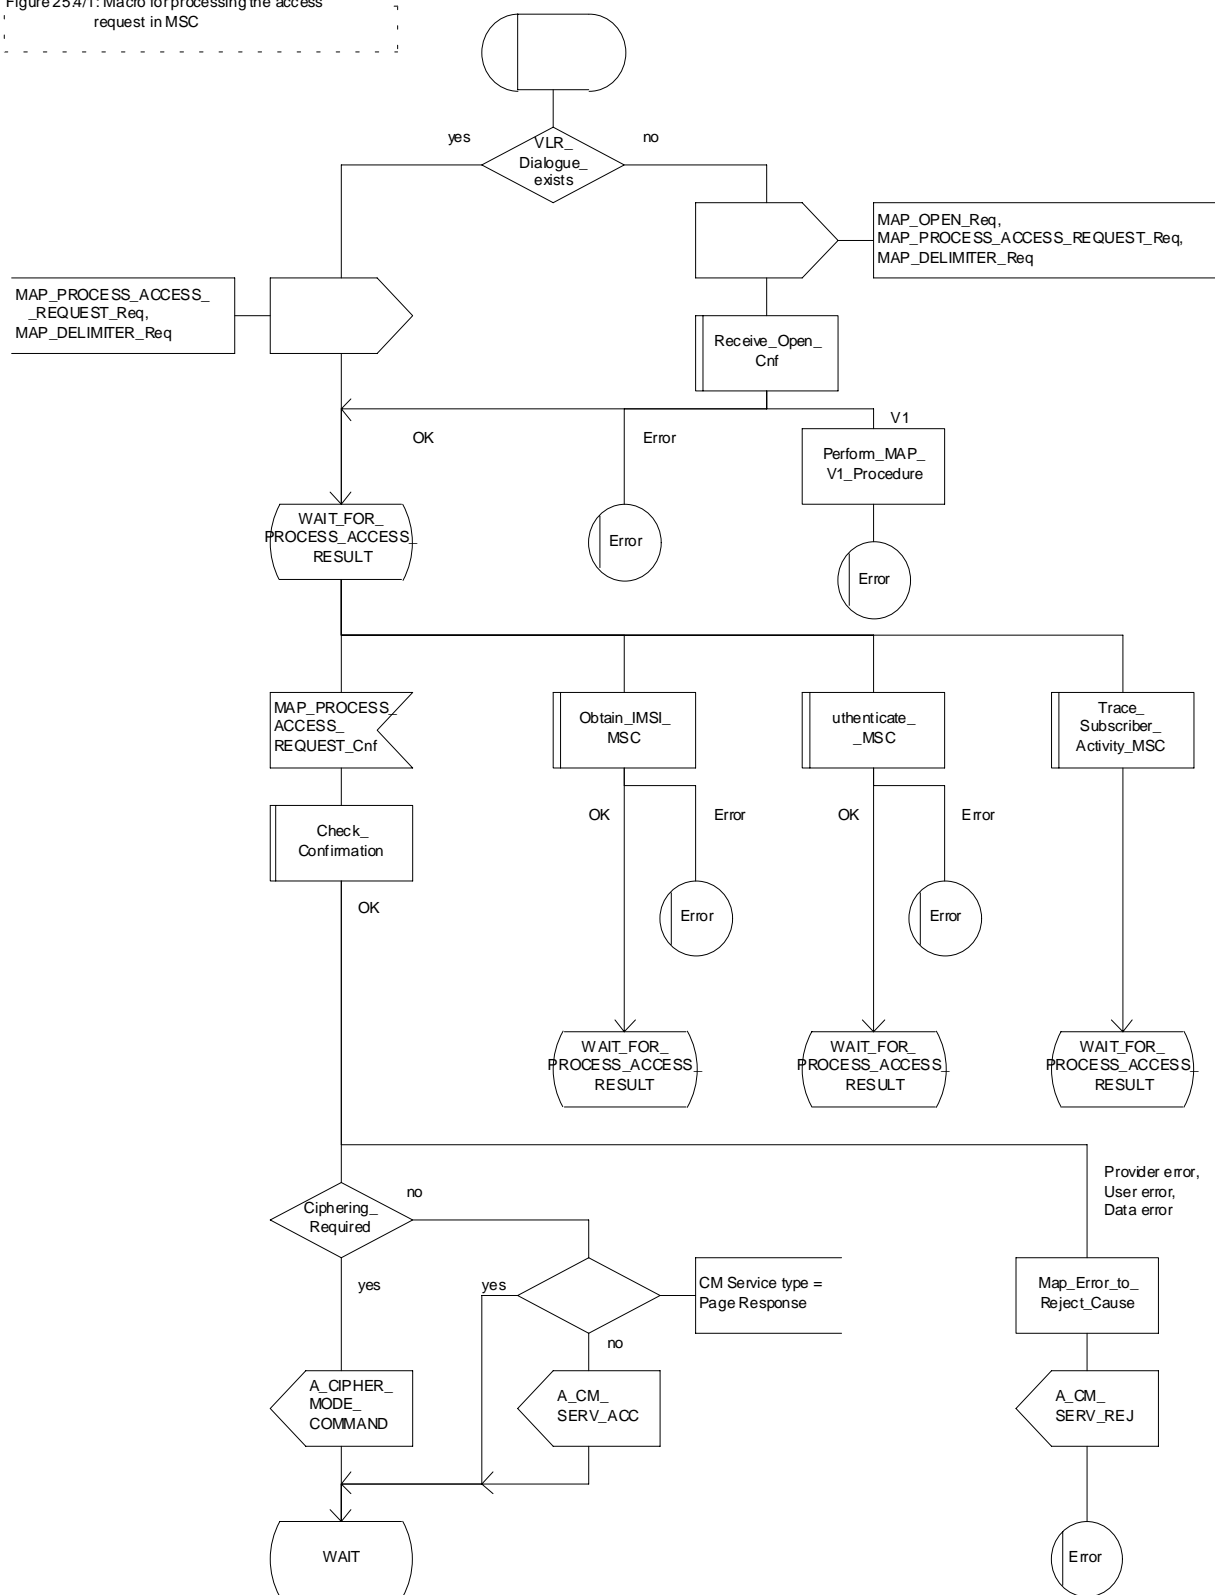 Figure 25.4/1: Macro for processing the access
request in MSC
yes
no
VLR_
Dialogue_
exists
MAP_OPEN_Req,
MAP_PROCESS_ACCESS_REQUEST_Req,
MAP_DELIMITER_Req
MAP_PROCESS_ACCESS_
_REQUEST_Req,
MAP_DELIMITER_Req
Receive_Open_
Cnf
OK
Error
V1
Perform_MAP_
V1_Procedure
WAIT_FOR_
PROCESS_ACCESS_
RESULT
Error
Error
MAP_PROCESS_
ACCESS_
REQUEST_Cnf
Obtain_IMSI_
MSC
uthenticate_
_MSC
Trace_
Subscriber_
Activity_MSC
Check_
Confirmation
OK
Error
OK
Error
OK
Error
Error
WAIT_FOR_
PROCESS_ACCESS_
RESULT
WAIT_FOR_
PROCESS_ACCESS_
RESULT
WAIT_FOR_
PROCESS_ACCESS_
RESULT
Provider error,
User error,
Data error
Ciphering_
Required
no
yes
yes
CM Service type =
Page Response
no
Map_Error_to_
Reject_Cause
A_CIPHER_
MODE_
COMMAND
A_CM_
SERV_ACC
A_CM_
SERV_REJ
WAIT
Error